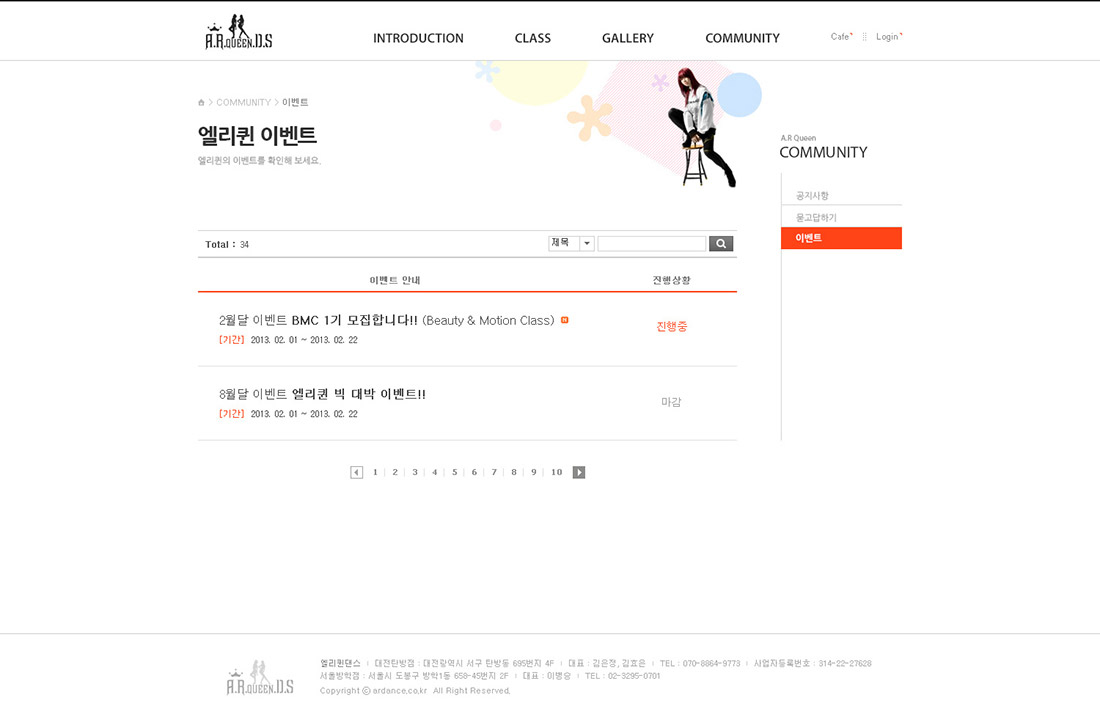 A.R.QUEEN.D.S
INTRODUCTION CLASS GALLERY COMMUNITY Cafe Login
COMMUNITY > 이벤트
엘리퀸 이벤트
엘리퀸의 이벤트를 확인해 보세요.
A.R Queen
COMMUNITY
공지사항
묻고답하기
이벤트
Total : 34 제목
이벤트 안내 진행상황
2월달 이벤트 BMC 1기 모집합니다!! (Beauty & Motion Class) N
[기간] 2013. 02. 01 ~ 2013. 02. 22
진행중
8월달 이벤트 엘리퀸 빅 대박 이벤트!!
[기간] 2013. 02. 01 ~ 2013. 02. 22
마감
1 2 3 4 5 6 7 8 9 10
A.R.QUEEN.D.S
엘리퀸댄스 | 대전탄방점 : 대전광역시 서구 탄방동 695번지 4F | 대표 : 김은정, 김효은 | TEL : 070-8864-9773 | 사업자등록번호 : 314-22-27628
서울방학점 : 서울시 도봉구 방학1동 659-45번지 2F | 대표 : 이병승 | TEL : 02-3295-0701
Copyright ⓒ ardance.co.kr All Right Reserved.